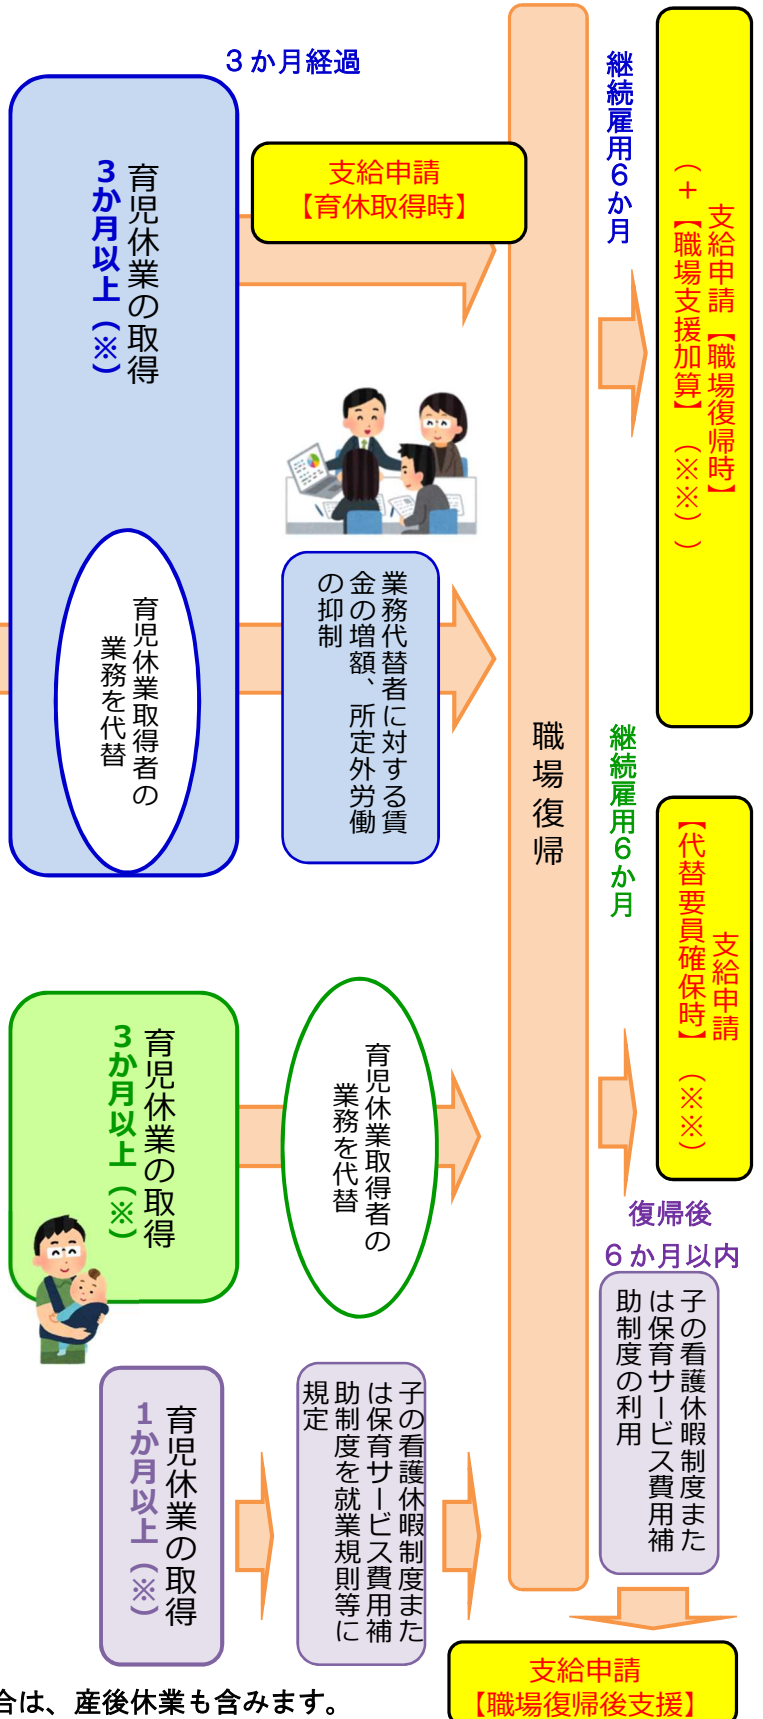 ３か月経過
育児休業の取得
３か月以上（※）
支給申請
【育休取得時】
継続雇用６か月
支給申請【職場復帰時】
（＋【職場支援加算】（※※））
育児休業取得者の
業務を代替
業務代替者に対する賃
金の増額、所定外労働
の抑制
職場復帰
継続雇用６か月
支給申請
【代替要員確保時】（※※）
育児休業の取得
３か月以上（※）
育児休業取得者の
業務を代替
復帰後
６か月以内
子の看護休暇制度また
は保育サービス費用補
助制度の利用
育児休業の取得
１か月以上（※）
子の看護休暇制度また
は保育サービス費用補
助制度を就業規則等に
規定
支給申請
【職場復帰後支援】
合は、産後休業も含みます。